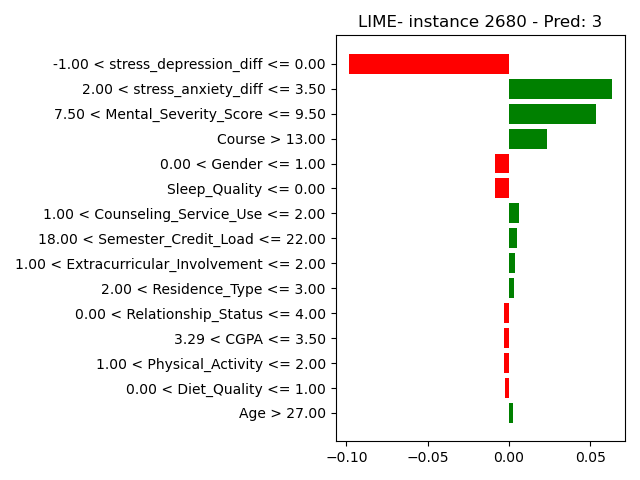 LIME- instance 2680 - Pred: 3
-1.00 < stress_depression_diff <= 0.00
2.00 < stress_anxiety_diff <= 3.50
7.50 < Mental_Severity_Score <= 9.50
Course > 13.00
0.00 < Gender <= 1.00
Sleep_Quality <= 0.00
1.00 < Counseling_Service_Use <= 2.00
18.00 < Semester_Credit_Load <= 22.00
1.00 < Extracurricular_Involvement <= 2.00
2.00 < Residence_Type <= 3.00
0.00 < Relationship_Status <= 4.00
3.29 < CGPA <= 3.50
1.00 < Physical_Activity <= 2.00
0.00 < Diet_Quality <= 1.00
Age > 27.00
−0.10 −0.05 0.00 0.05